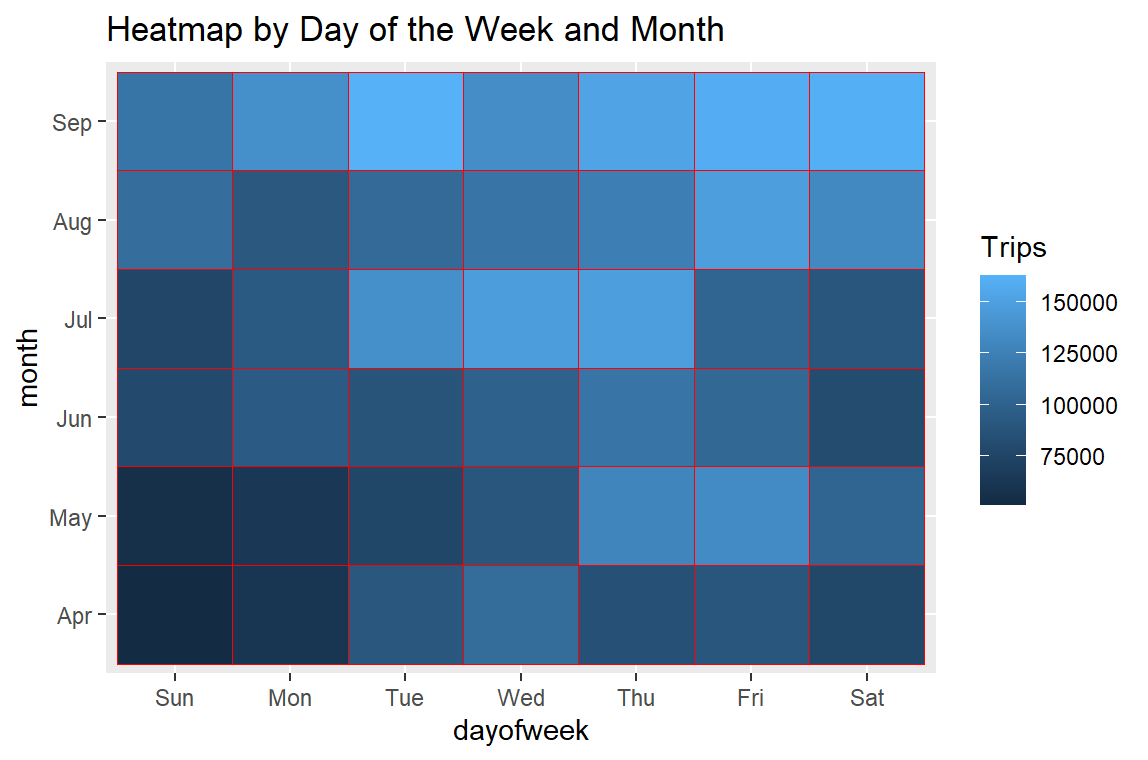 Heatmap by Day of the Week and Month
Sep
Aug
Jul
Jun
May
Apr
month
Sun Mon Tue Wed Thu Fri Sat
dayofweek
Trips
150000
125000
100000
75000